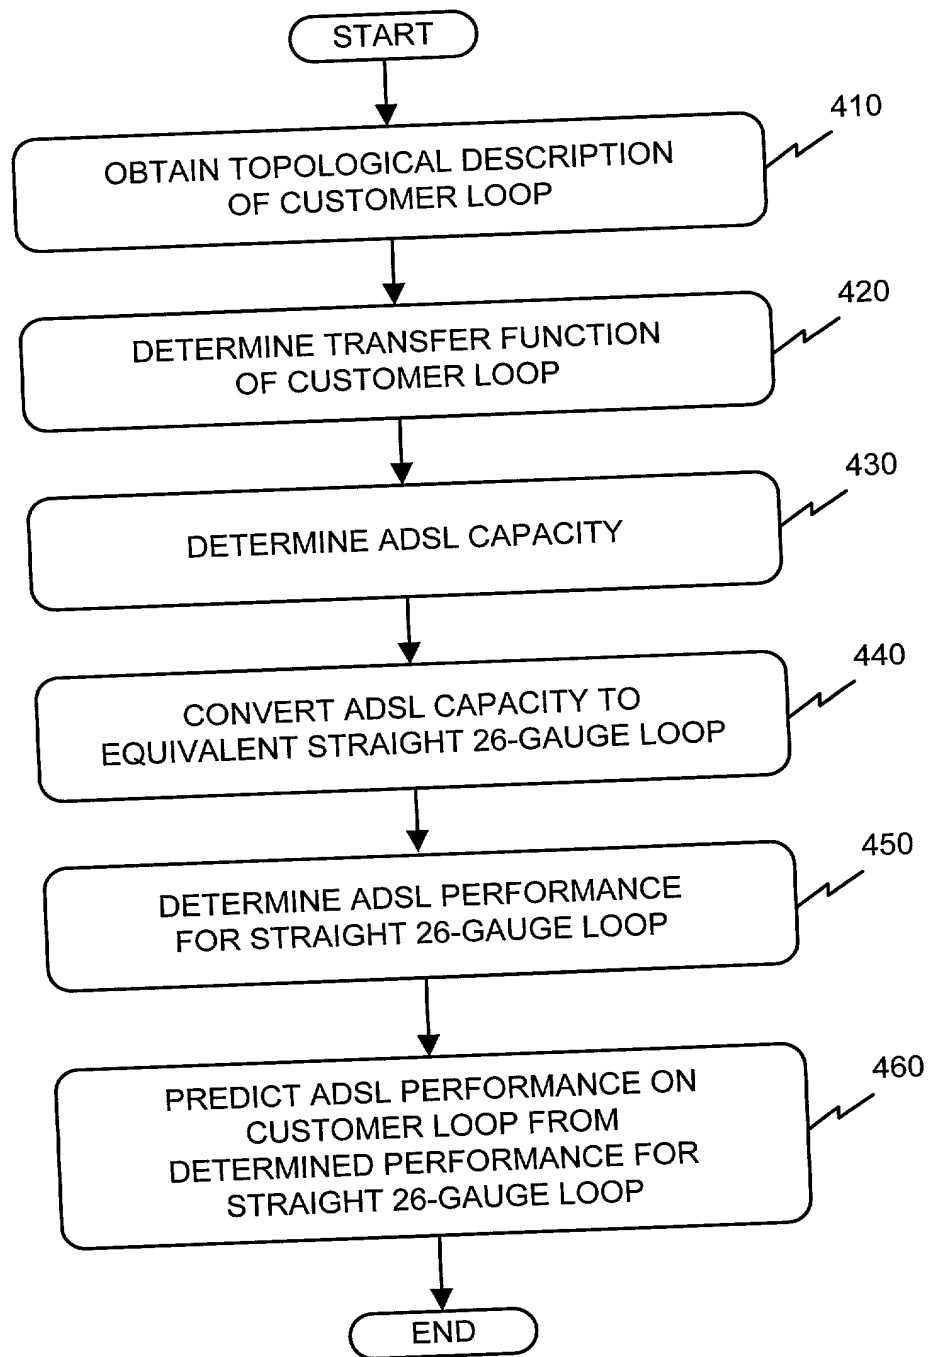 START
410
OBTAIN TOPOLOGICAL DESCRIPTION
OF CUSTOMER LOOP
420
DETERMINE TRANSFER FUNCTION
OF CUSTOMER LOOP
430
DETERMINE ADSL CAPACITY
440
CONVERT ADSL CAPACITY TO
EQUIVALENT STRAIGHT 26-GAUGE LOOP
450
DETERMINE ADSL PERFORMANCE
FOR STRAIGHT 26-GAUGE LOOP
460
PREDICT ADSL PERFORMANCE ON
CUSTOMER LOOP FROM
DETERMINED PERFORMANCE FOR
STRAIGHT 26-GAUGE LOOP
END